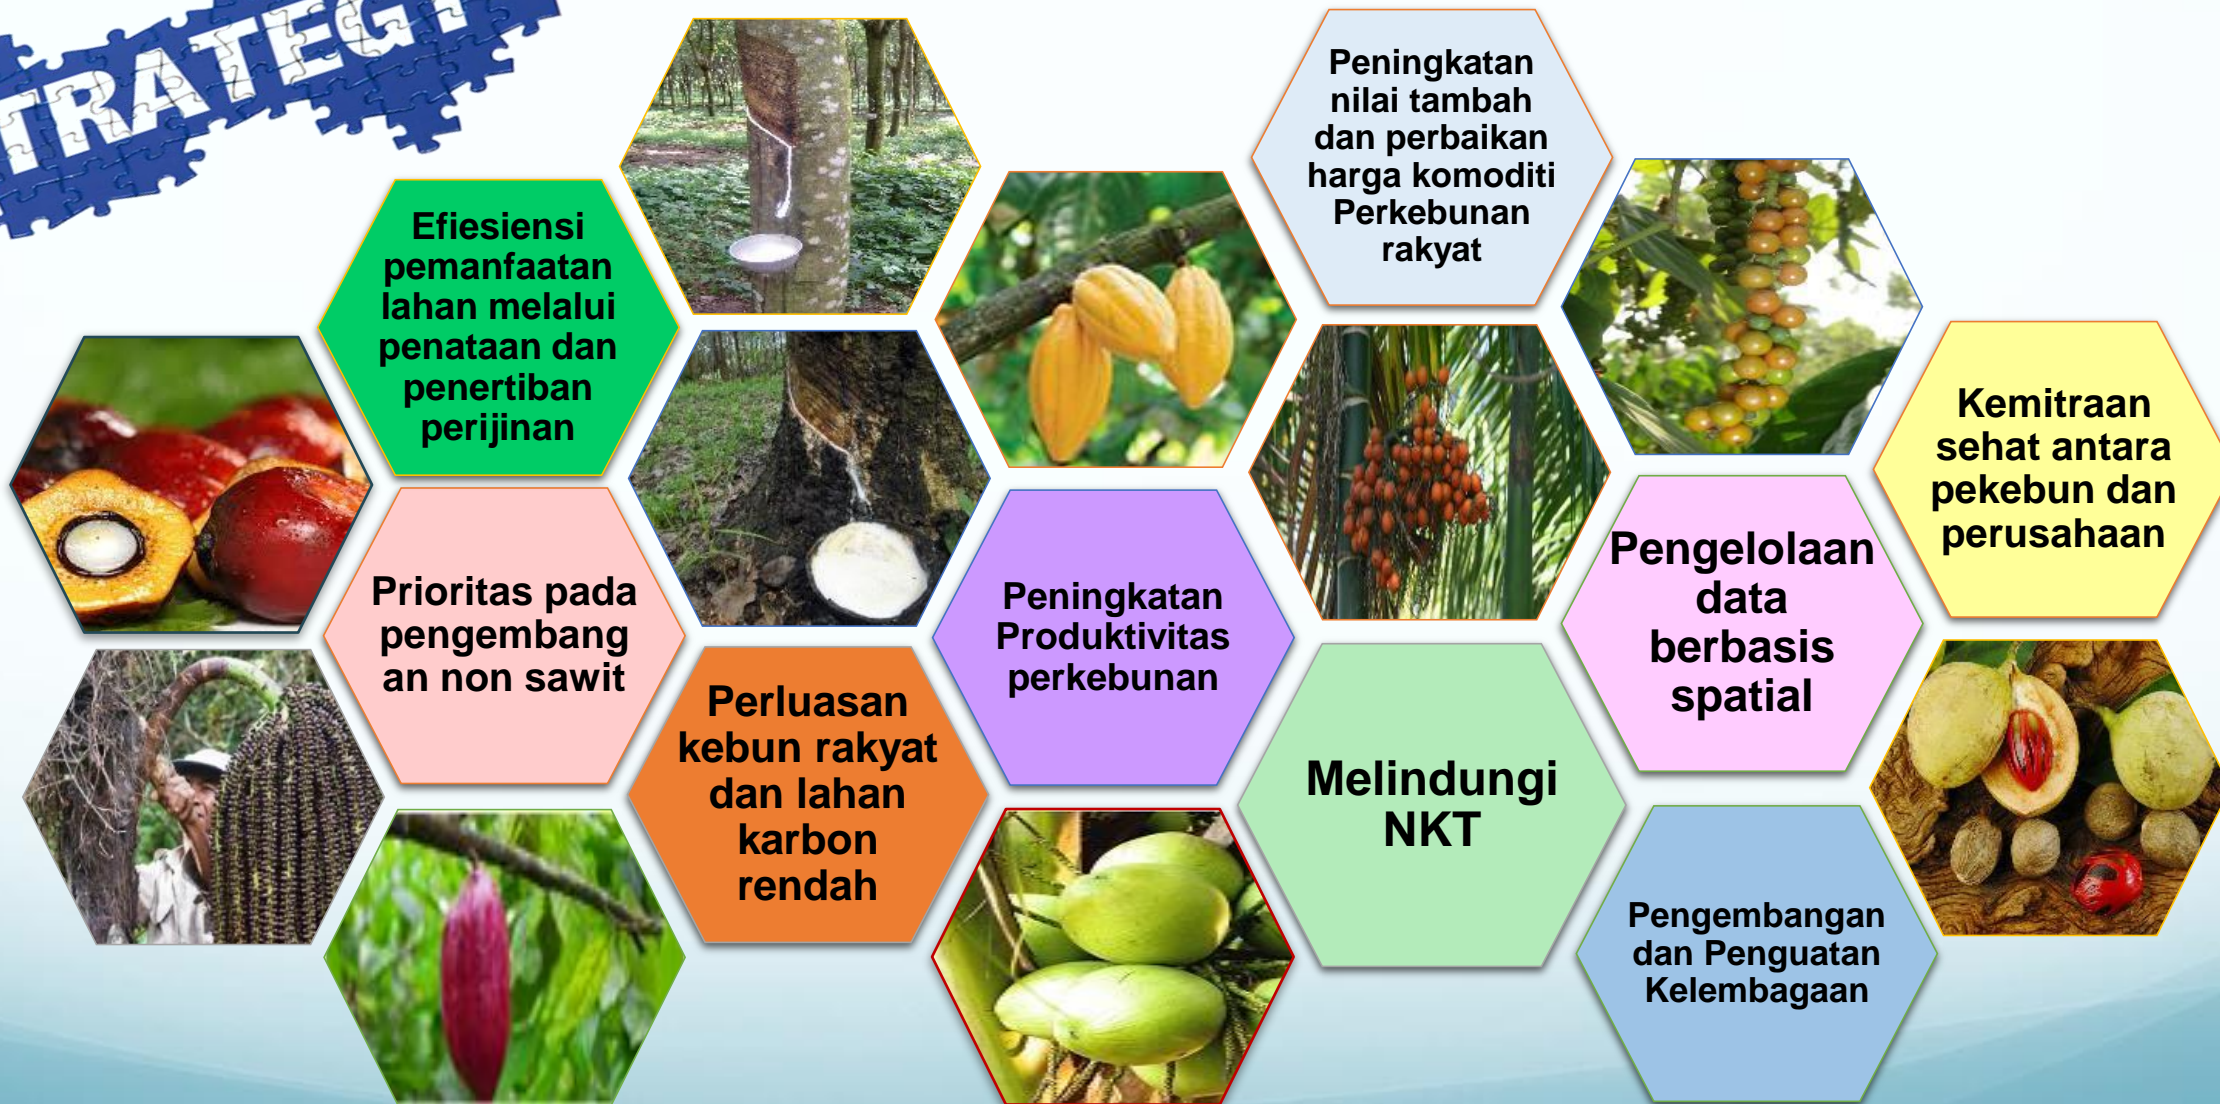 TRATEGI
Efiesiensi
pemanfaatan
lahan melalui
penataan dan
penertiban
perijinan
Prioritas pada
pengembang
an non sawit
Perluasan
kebun rakyat
dan lahan
karbon
rendah
Peningkatan
Produktivitas
perkebunan
Peningkatan
nilai tambah
dan perbaikan
harga komoditi
Perkebunan
rakyat
Melindungi
NKT
Pengelolaan
data
berbasis
spatial
Kemitraan
sehat antara
pekebun dan
perusahaan
Pengembangan
dan Penguatan
Kelembagaan